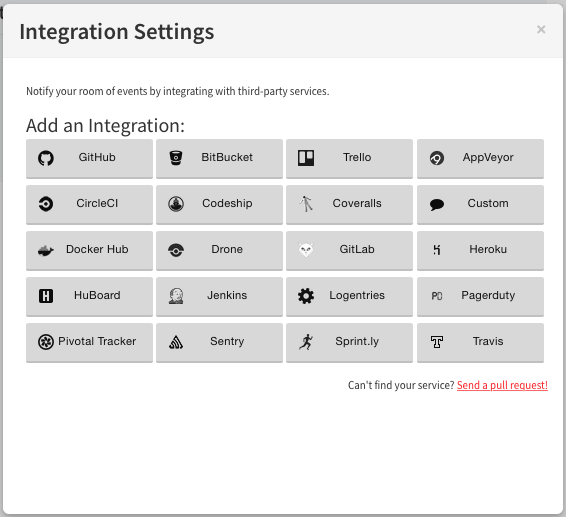 Integration Settings ×
Notify your room of events by integrating with third-party services.
Add an Integration:
GitHub BitBucket Trello AppVeyor
CircleCI Codeship Coveralls Custom
Docker Hub Drone GitLab Heroku
HuBoard Jenkins Logentries PD Pagerduty
Pivotal Tracker Sentry Sprint.ly Travis
Can't find your service? Send a pull request!